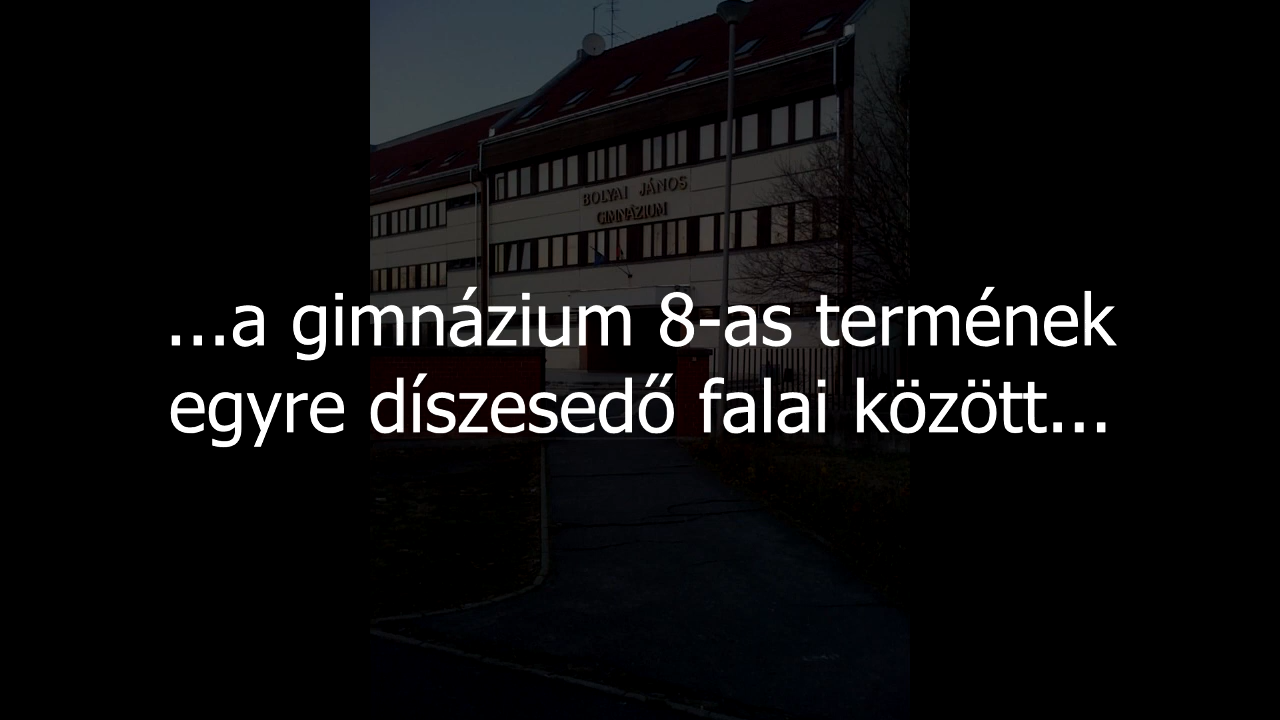 BOLYAI JÁNOS
GIMNÁZIUM
...a gimnázium 8-as termének
egyre díszesedő falai között...